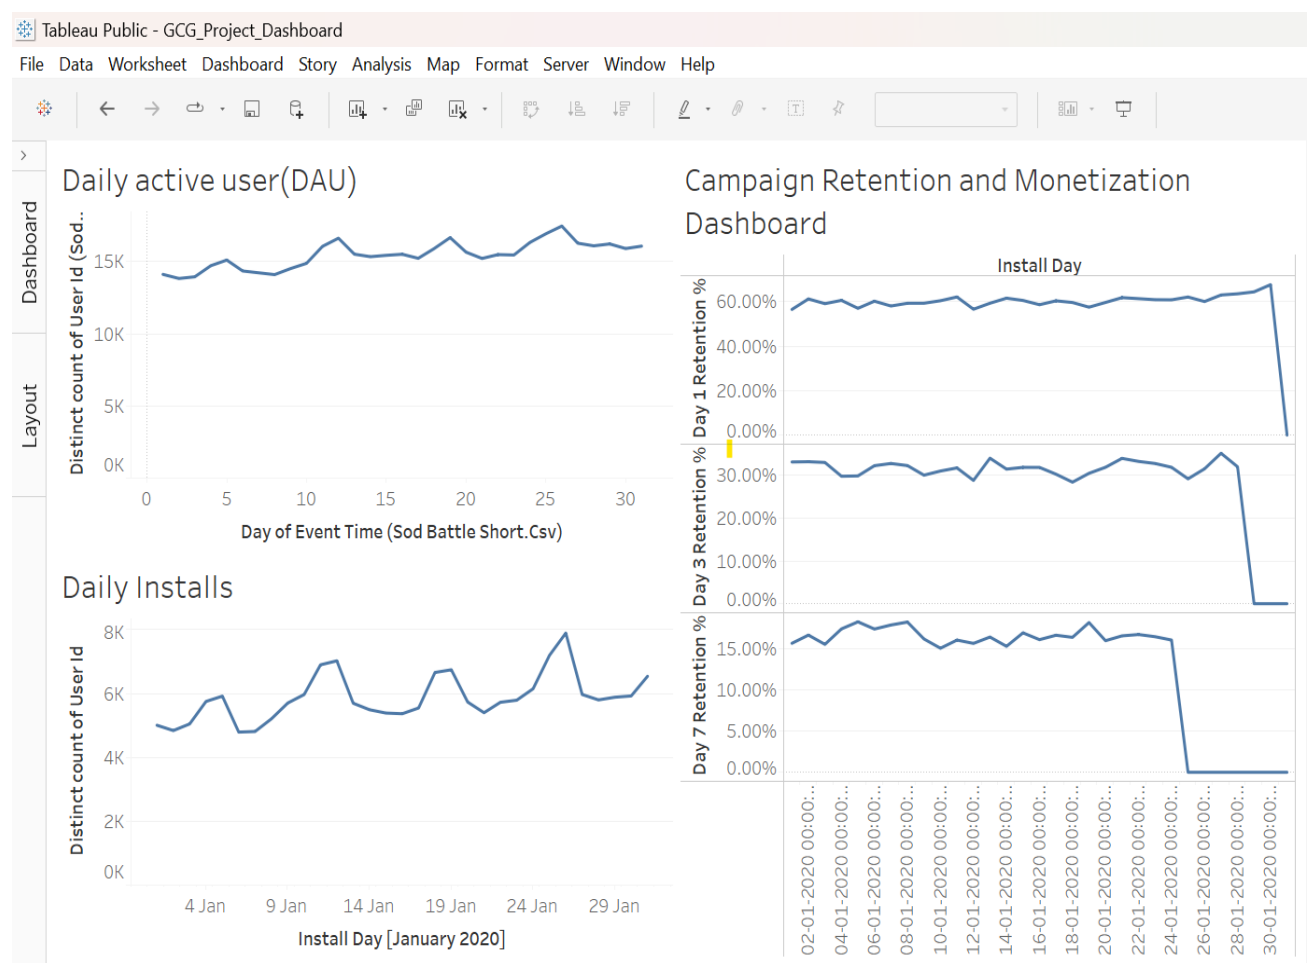 Tableau Public - GCG_Project_Dashboard
File Data Worksheet Dashboard Story Analysis Map Format Server Window Help
Dashboard
Layout
Daily active user(DAU)
Distinct count of User Id (Sod..
15K
10K
5K
0K
0 5 10 15 20 25 30
Day of Event Time (Sod Battle Short.Csv)
Daily Installs
Distinct count of User Id
8K
6K
4K
2K
0K
4 Jan 9 Jan 14 Jan 19 Jan 24 Jan 29 Jan
Install Day [January 2020]
Campaign Retention and Monetization
Dashboard
Install Day
Day 1 Retention %
60.00%
40.00%
20.00%
0.00%
Day 3 Retention %
30.00%
20.00%
10.00%
0.00%
Day 7 Retention %
15.00%
10.00%
5.00%
0.00%
02-01-2020 00:00:..
04-01-2020 00:00:..
06-01-2020 00:00:..
08-01-2020 00:00:..
10-01-2020 00:00:..
12-01-2020 00:00:..
14-01-2020 00:00:..
16-01-2020 00:00:..
18-01-2020 00:00:..
20-01-2020 00:00:..
22-01-2020 00:00:..
24-01-2020 00:00:..
26-01-2020 00:00:..
28-01-2020 00:00:..
30-01-2020 00:00:..